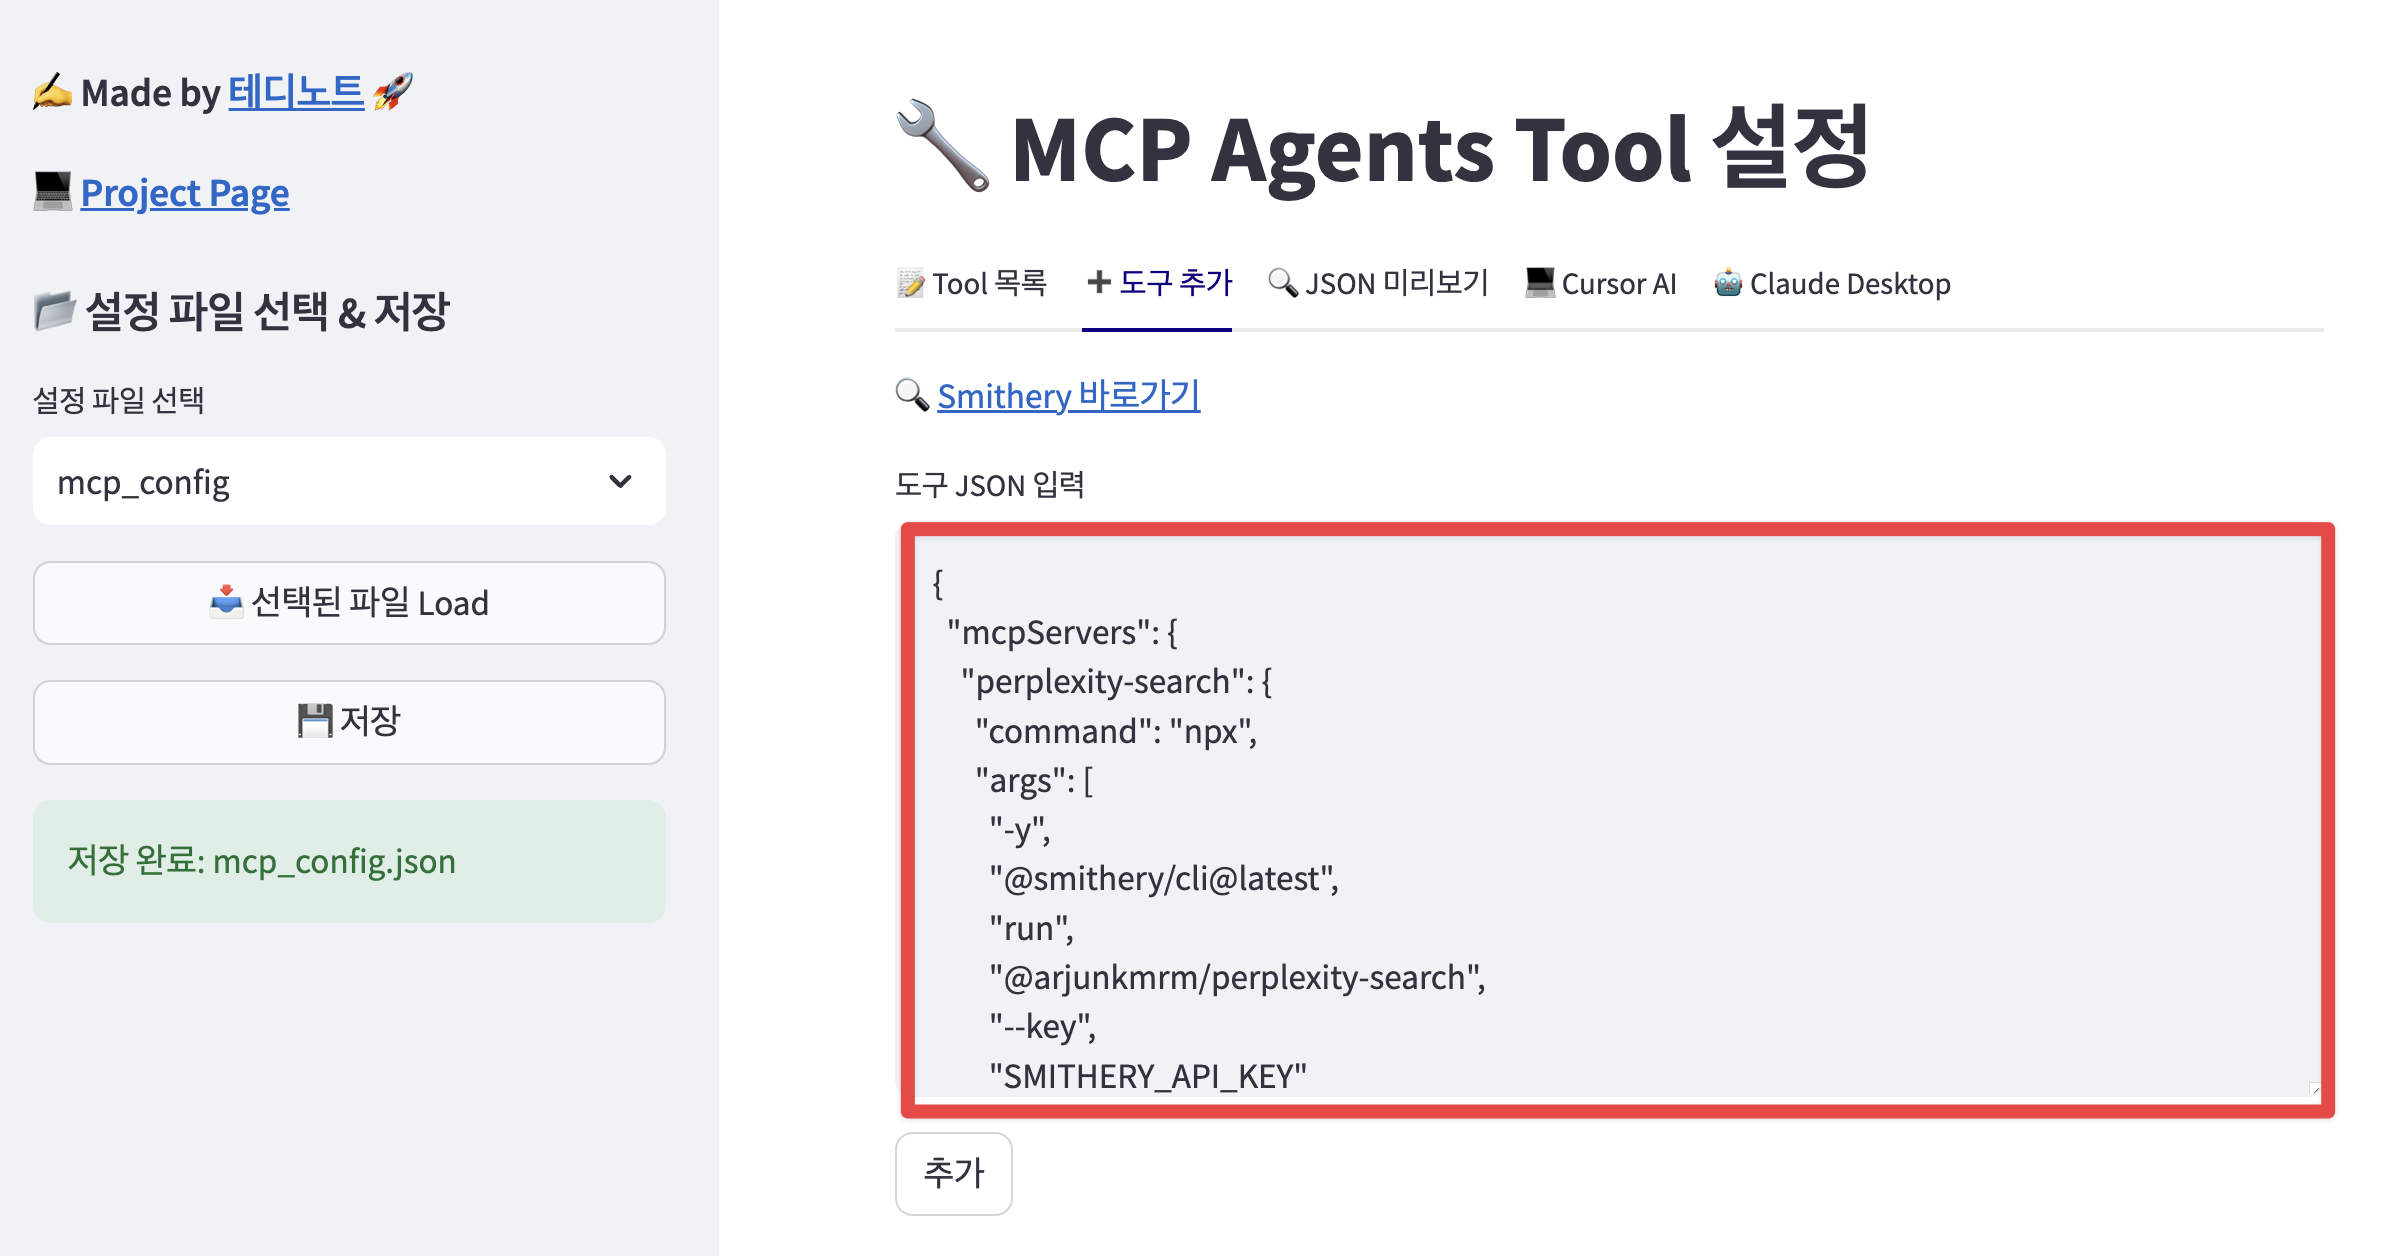 ✍️ Made by 테디노트 🚀
💻 Project Page
📂 설정 파일 선택 & 저장
설정 파일 선택
mcp_config
📥 선택된 파일 Load
💾 저장
저장 완료: mcp_config.json
🔧 MCP Agents Tool 설정
📝 Tool 목록 ➕ 도구 추가 🔍 JSON 미리보기 💻 Cursor AI 🤖 Claude Desktop
🔍 Smithery 바로가기
도구 JSON 입력
{
"mcpServers": {
"perplexity-search": {
"command": "npx",
"args": [
"-y",
"@smithery/cli@latest",
"run",
"@arjunkmrm/perplexity-search",
"--key",
"SMITHERY_API_KEY"
추가